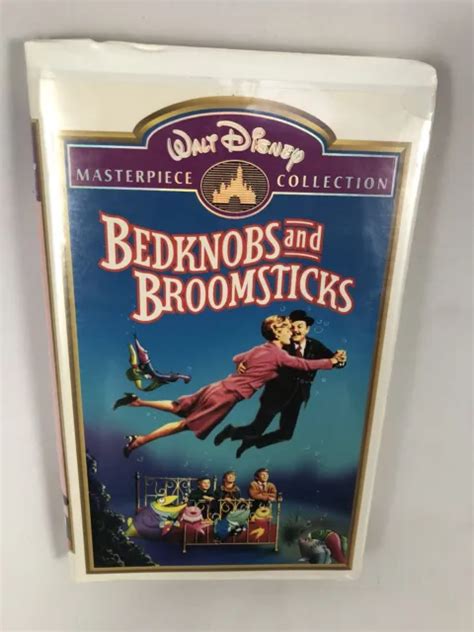 WALT DISNEY
MASTERPIECE COLLECTION
BEDKNOBS and
BROOMSTICKS